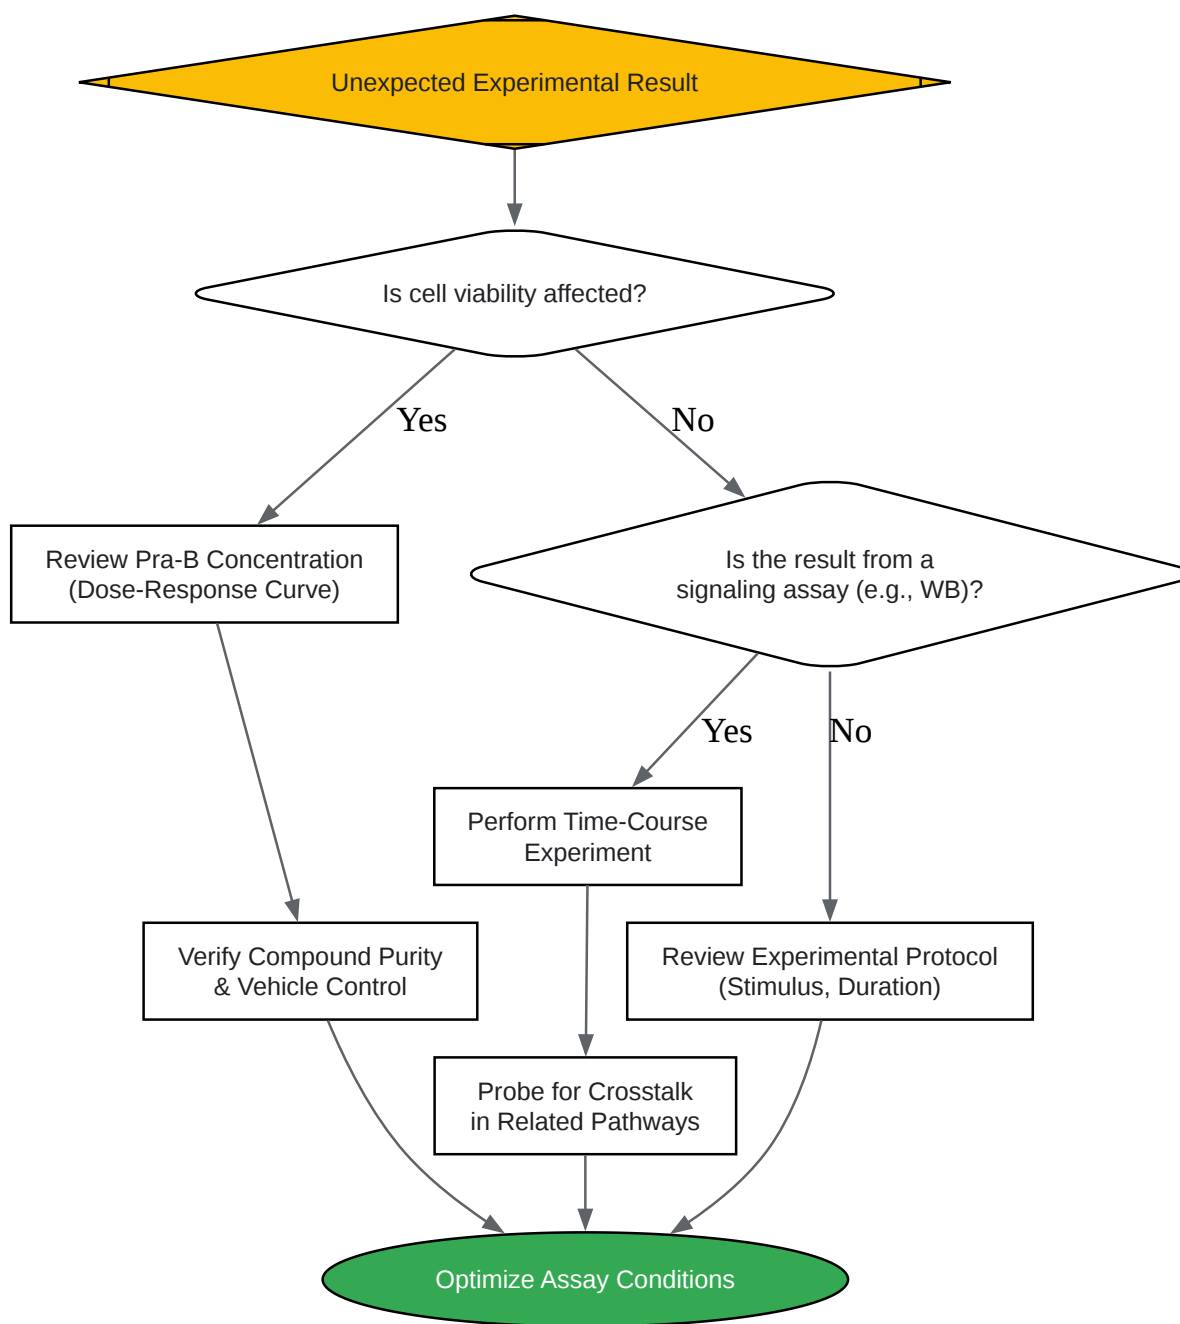 Unexpected Experimental Result
Is cell viability affected?
Yes
No
Review Pra-B Concentration
(Dose-Response Curve)
Is the result from a
signaling assay (e.g., WB)?
Yes
No
Perform Time-Course
Experiment
Verify Compound Purity
& Vehicle Control
Review Experimental Protocol
(Stimulus, Duration)
Probe for Crosstalk
in Related Pathways
Optimize Assay Conditions